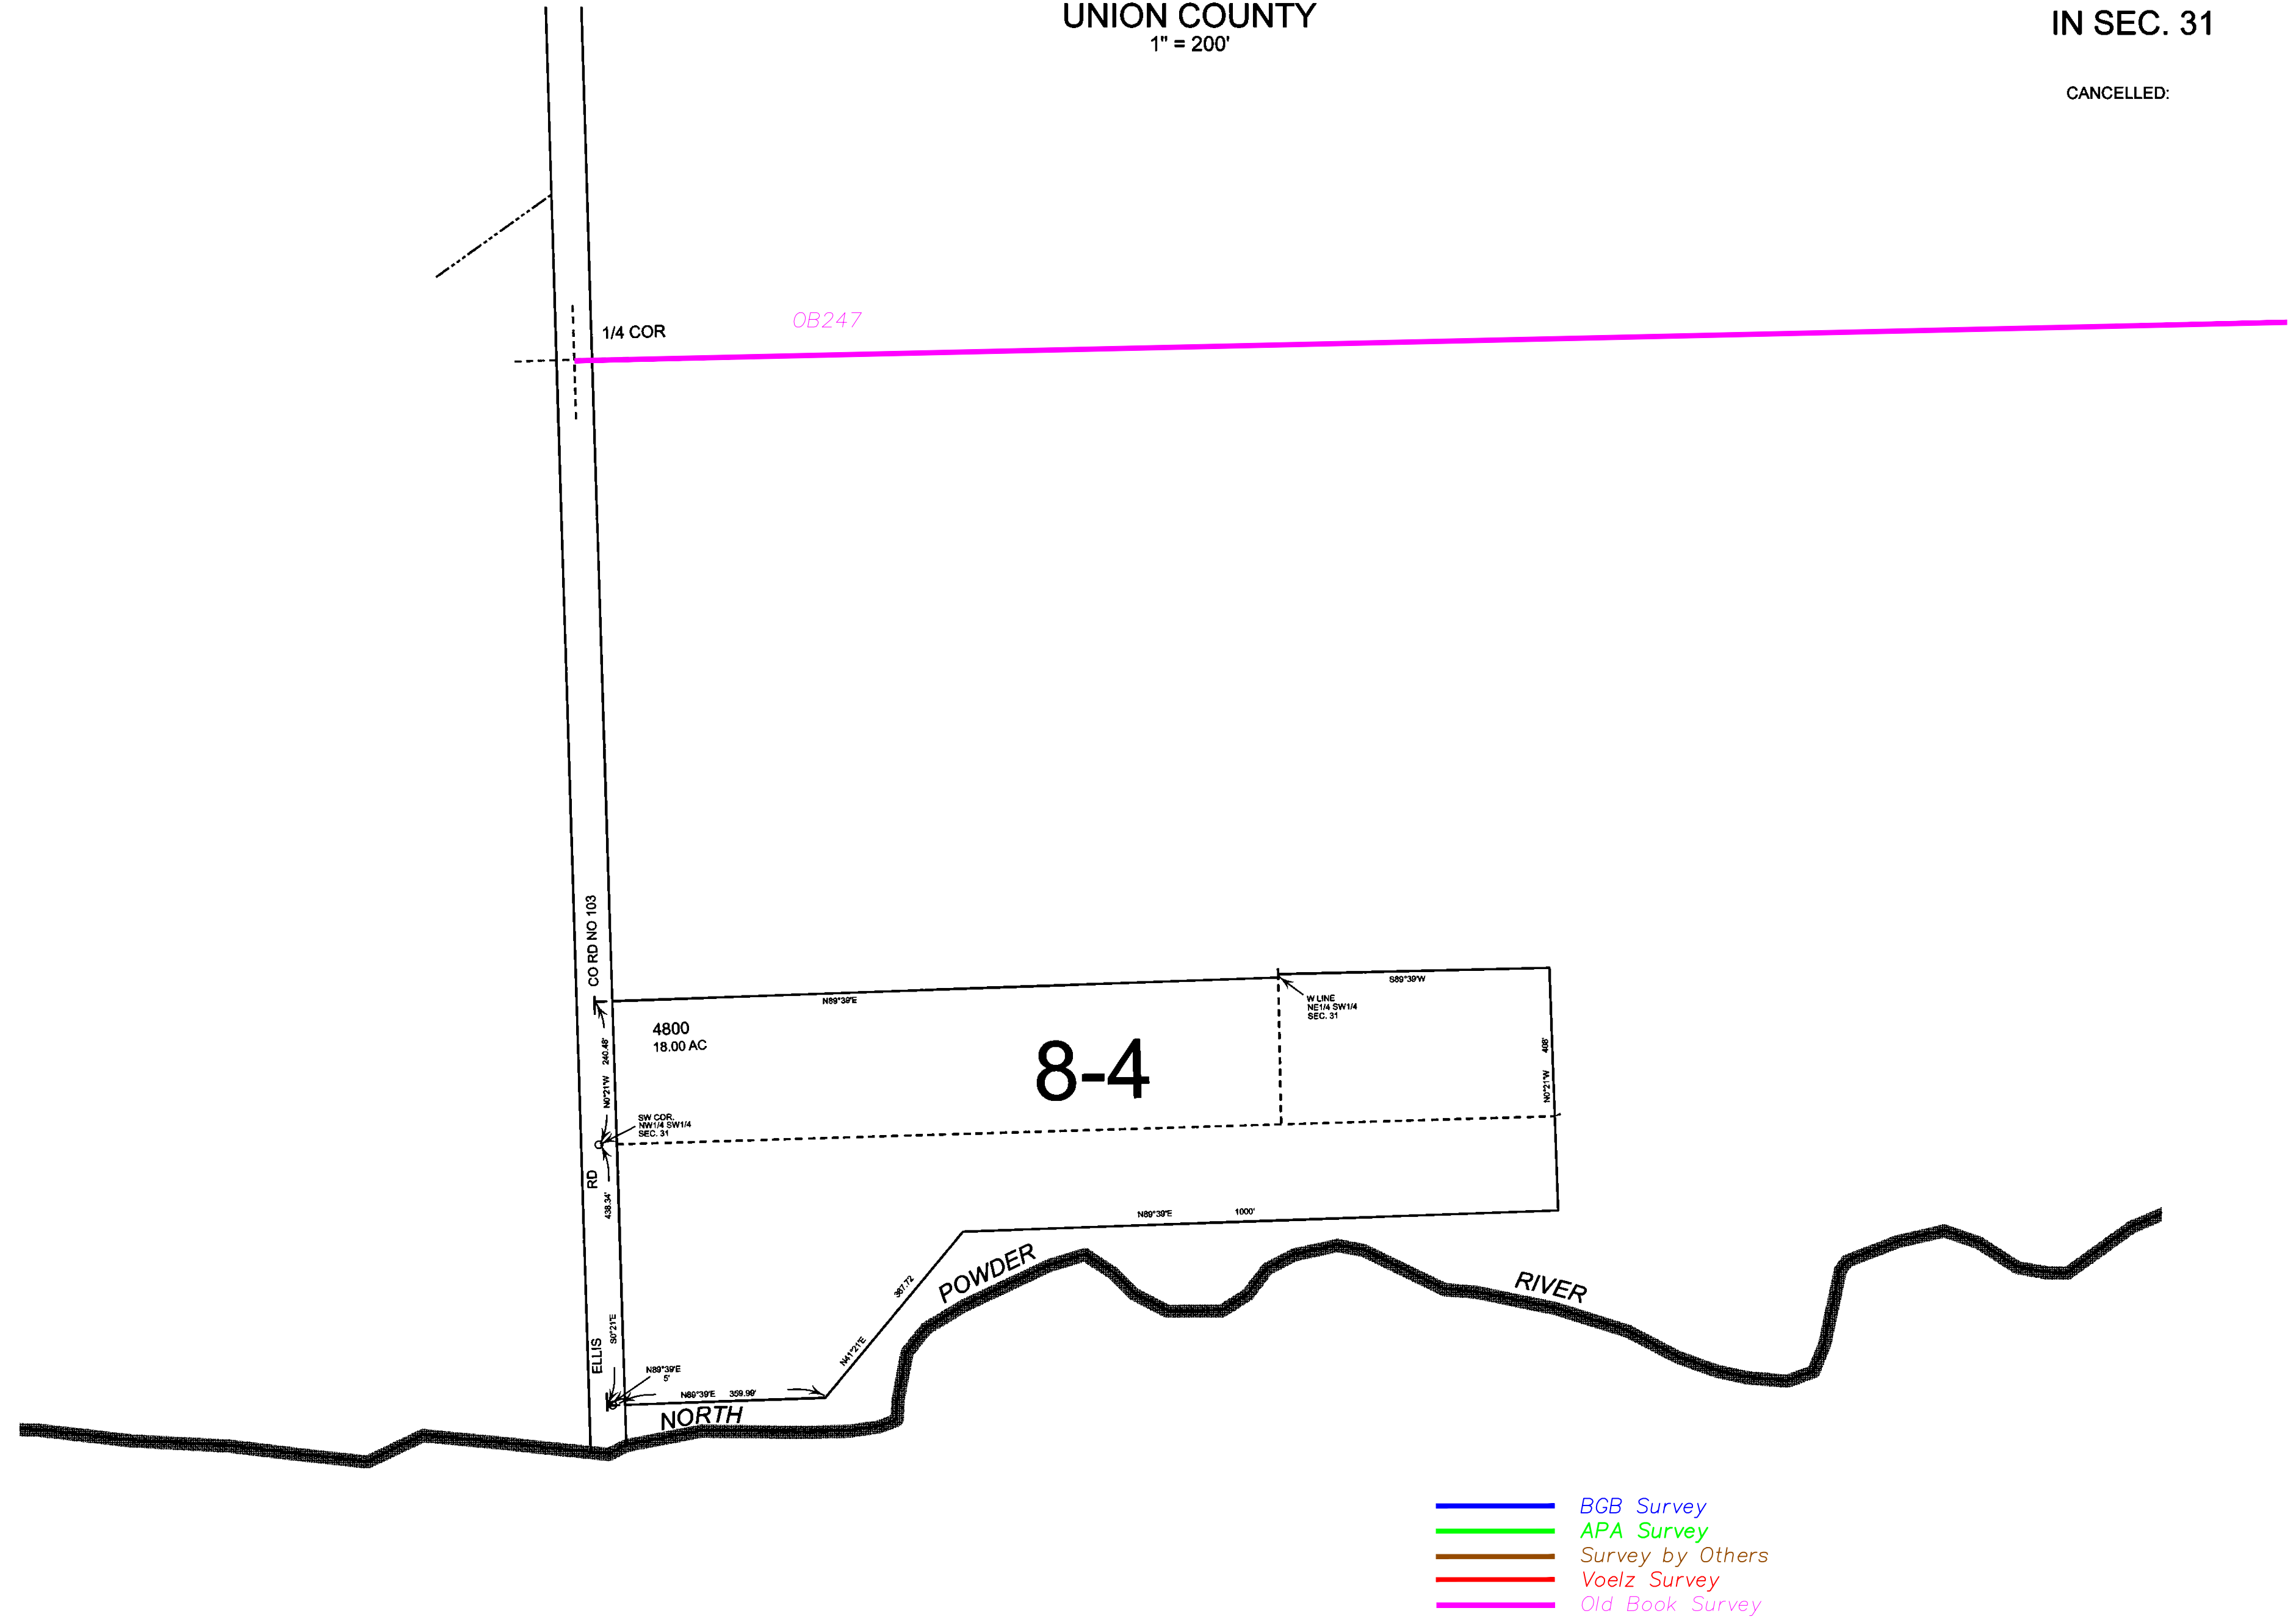 UNION COUNTY
1" = 200'
IN SEC. 31
CANCELLED:
1/4 COR
OB247
CO RD NO 103
N89°39'E
S89°39'W
W LINE
NE1/4 SW1/4
SEC. 31
4800
18.00 AC
8-4
N0°21'W 240.48'
N0°21'W 408'
SW COR.
NW1/4 SW1/4
SEC. 31
RD
438.34'
S0°21'E
ELLIS
N89°39'E 1000'
N41°21'E 387.72
N89°39'E
5'
N89°39'E 359.99'
NORTH
POWDER
RIVER
BGB Survey
APA Survey
Survey by Others
Voelz Survey
Old Book Survey